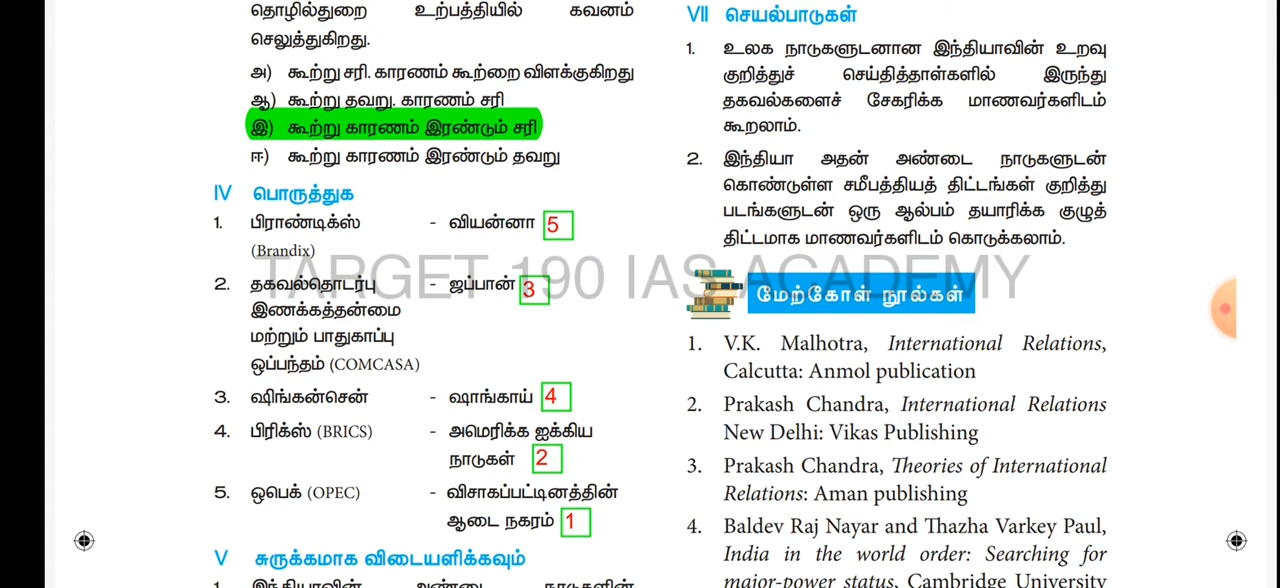 தொழில்துறை உற்பத்தியில் கவனம்
செலுத்துகிறது.
அ) கூற்று சரி. காரணம் கூற்றை விளக்குகிறது
ஆ) கூற்று தவறு. காரணம் சரி
இ) கூற்று காரணம் இரண்டும் சரி
ஈ) கூற்று காரணம் இரண்டும் தவறு
IV பொருத்துக
1. பிராண்டிக்ஸ் - வியன்னா 5
(Brandix)
2. தகவல்தொடர்பு - ஜப்பான் 3
இணக்கத்தன்மை
மற்றும் பாதுகாப்பு
ஒப்பந்தம் (COMCASA)
3. ஷிங்கன்சென் - ஷாங்காய் 4
4. பிரிக்ஸ் (BRICS) - அமெரிக்க ஐக்கிய
நாடுகள் 2
5. ஒபெக் (OPEC) - விசாகப்பட்டினத்தின்
ஆடை நகரம் 1
V சுருக்கமாக விடையளிக்கவும்
1. இந்தியாவின் அண்டை நாடுகளின்
VII செயல்பாடுகள்
1. உலக நாடுகளுடனான இந்தியாவின் உறவு
குறித்துச் செய்தித்தாள்களில் இருந்து
தகவல்களைச் சேகரிக்க மாணவர்களிடம்
கூறலாம்.
2. இந்தியா அதன் அண்டை நாடுகளுடன்
கொண்டுள்ள சமீபத்தியத் திட்டங்கள் குறித்து
படங்களுடன் ஒரு ஆல்பம் தயாரிக்க குழுத்
திட்டமாக மாணவர்களிடம் கொடுக்கலாம்.
TARGET 190 IAS ACADEMY
மேற்கோள் நூல்கள்
1. V.K. Malhotra, International Relations,
Calcutta: Anmol publication
2. Prakash Chandra, International Relations
New Delhi: Vikas Publishing
3. Prakash Chandra, Theories of International
Relations: Aman publishing
4. Baldev Raj Nayar and Thazha Varkey Paul,
India in the world order: Searching for
major-power status, Cambridge University